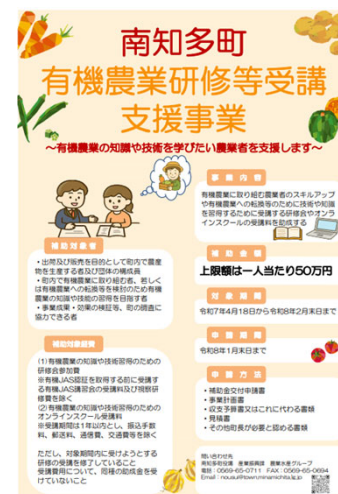 南知多町
有機農業研修等受講
支援事業
～有機農業の知識や技術を学びたい農業者を支援します～
補助対象者
・出荷及び販売を目的として町内で農産
物を生産する者及び団体の構成員
・町内で有機農業に取り組む者、若しく
は有機農業への転換等を検討のため有機
農業の知識や技能の習得を目指す者
・事業成果・効果の検証等、町の調査に
協力できる者
補助対象経費
(1)有機農業の知識や技術習得のための
研修会参加費
※有機JAS認証を取得する前に受講す
る有機JAS講習会の受講料及び視察研
修費を除く
(2)有機農業の知識や技術習得のための
オンラインスクール受講料
※受講期間は1年以内とし、振込手数
料、郵送料、通信費、交通費等を除く
ただし、対象期間内に受けようとする
研修の受講を修了していること
受講費用について、同種の助成金を受
けていないこと
事業内容
有機農業に取り組む農業者のスキルアップ
や有機農業への転換等のために技術や知識
を習得するために受講する研修会やオンラ
インスクールの受講料を助成する
補助金額
上限額は一人当たり50万円
対象期間
令和7年4月18日から令和8年2月末日まで
申請期間
令和8年1月末日まで
申請方法
・補助金交付申請書
・事業計画書
・収支予算書又はこれに代わる書類
・見積書
・その他町長が必要と認める書類
問い合わせ先
南知多町役場 産業振興課 農業水産グループ
電話：0569-65-0711 FAX：0569-65-0694
Email：nousui@town.minamichita.lg.jp